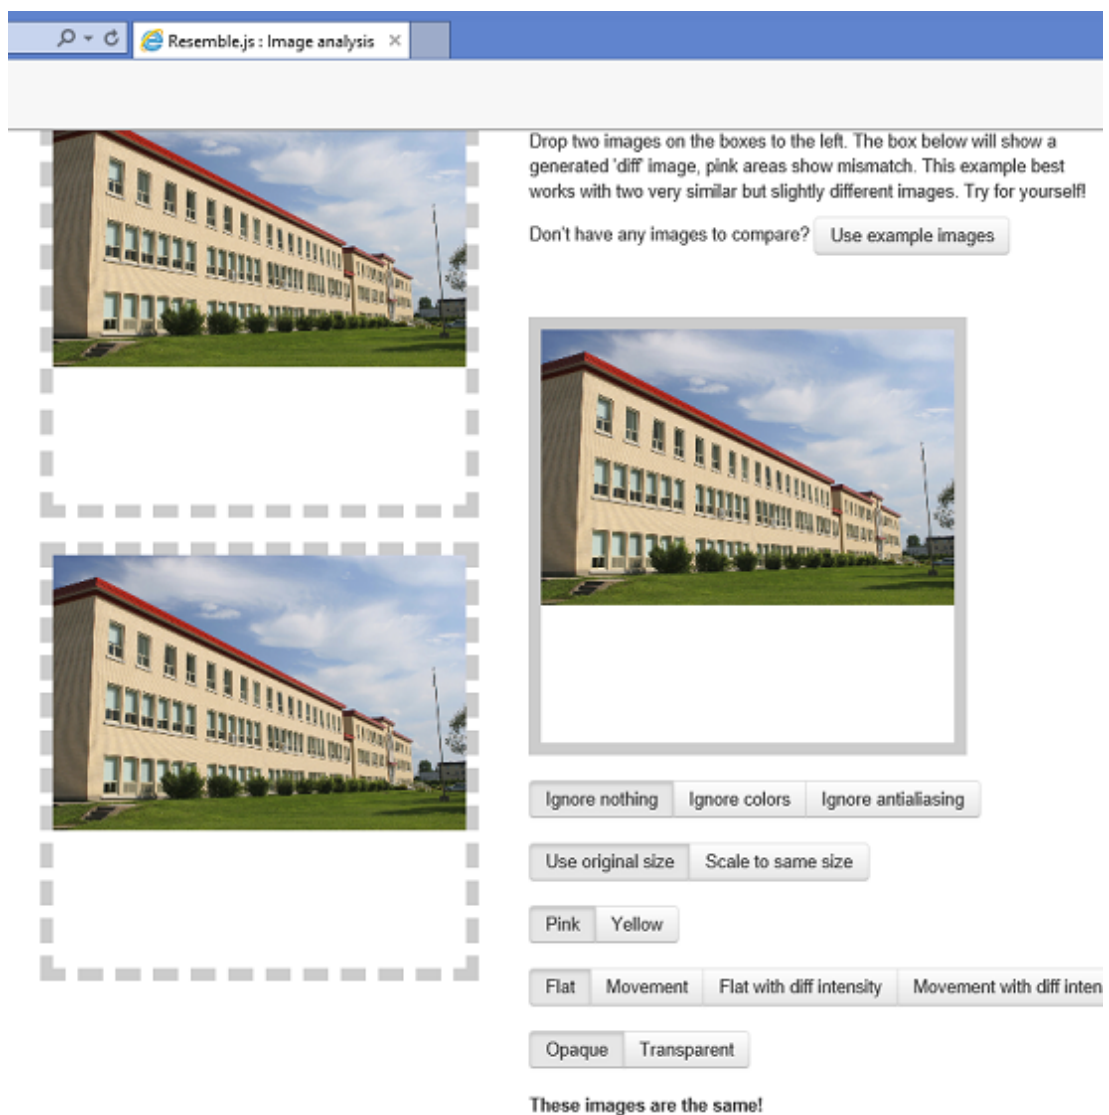 Resemble.js : Image analysis
Drop two images on the boxes to the left. The box below will show a
generated 'diff' image, pink areas show mismatch. This example best
works with two very similar but slightly different images. Try for yourself!
Don't have any images to compare? Use example images
Ignore nothing Ignore colors Ignore antialiasing
Use original size Scale to same size
Pink Yellow
Flat Movement Flat with diff intensity Movement with diff
Opaque Transparent
These images are the same!